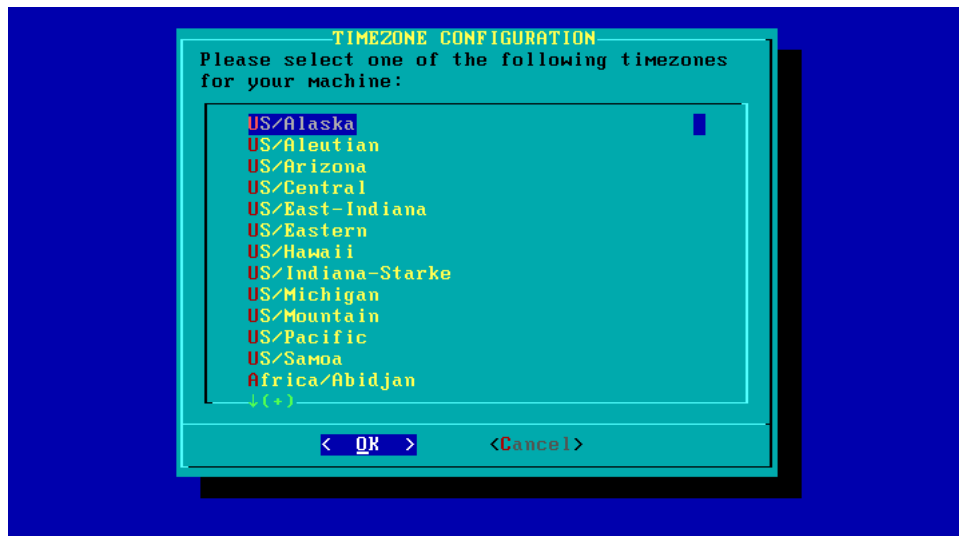 TIMEZONE CONFIGURATION
Please select one of the following timezones
for your machine:
US/Alaska
US/Aleutian
US/Arizona
US/Central
US/East-Indiana
US/Eastern
US/Hawaii
US/Indiana-Starke
US/Michigan
US/Mountain
US/Pacific
US/Samoa
Africa/Abidjan
↓(+)
< OK > <Cancel>